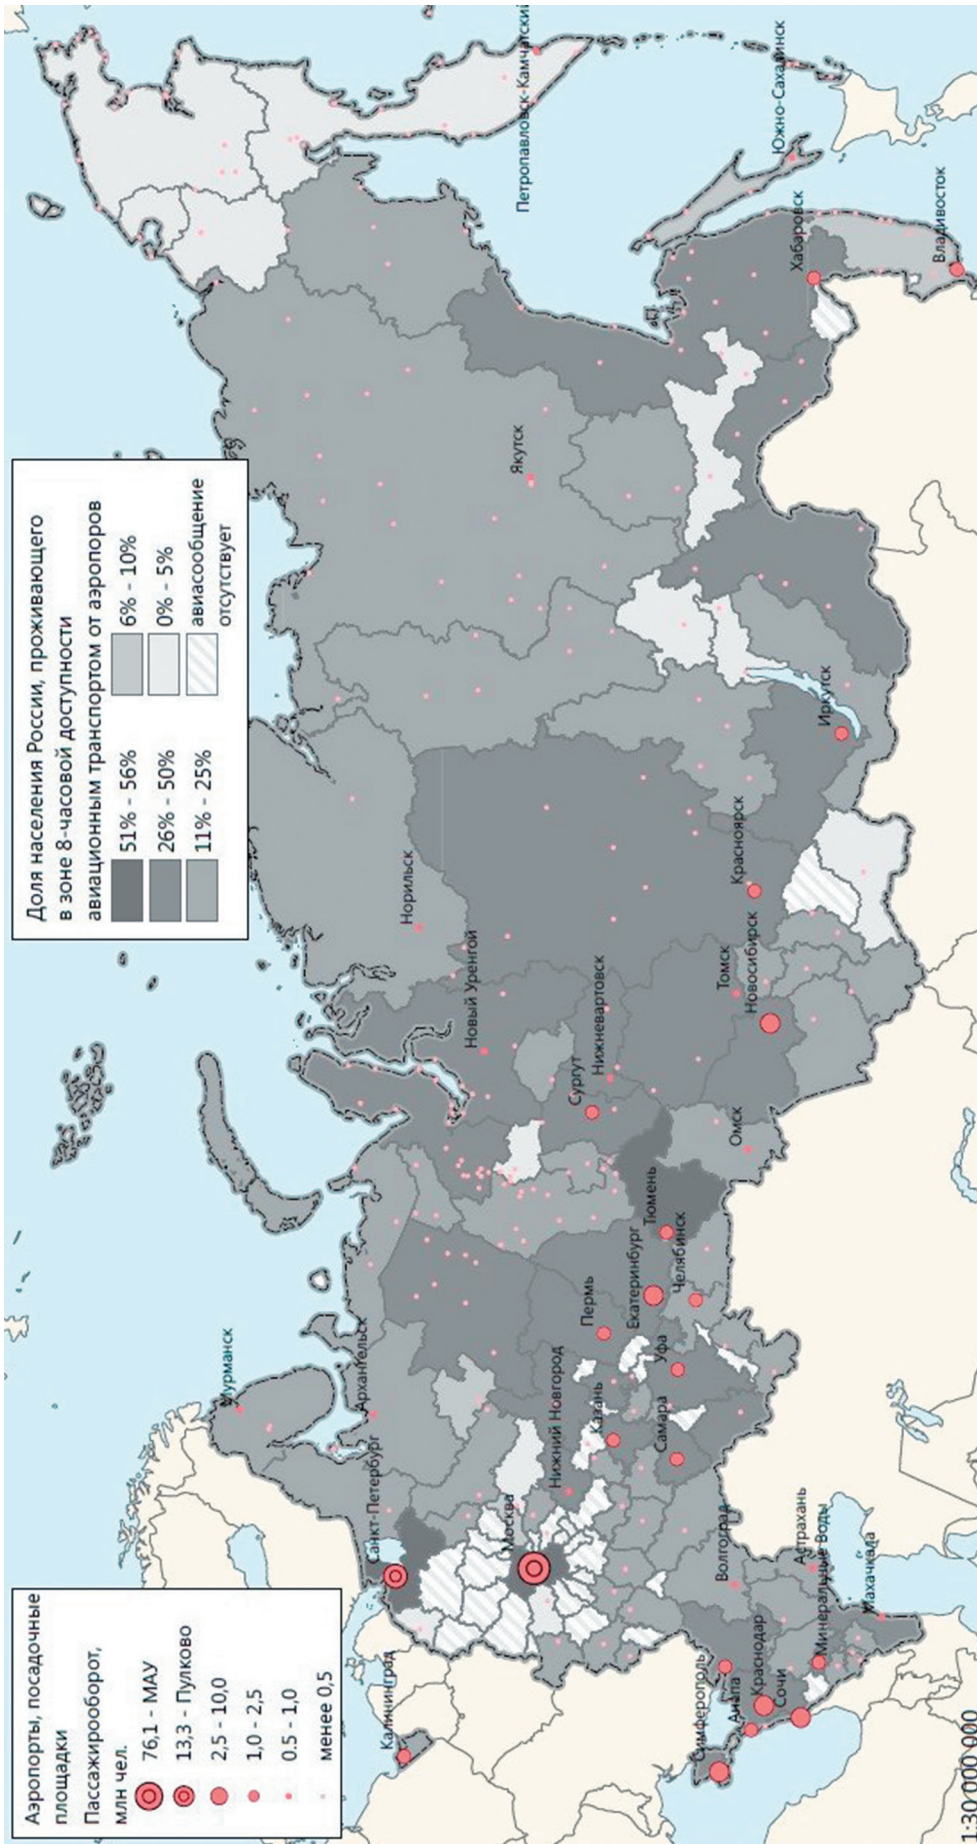 Доля населения России, проживающего
в зоне 8-часовой доступности
авиационным транспортом от аэропоров
51% - 56%
26% - 50%
11% - 25%
6% - 10%
0% - 5%
авиасообщение
отсутствует
Аэропорты, посадочные
площадки
Пассажирооборот,
млн чел.
76,1 - МАУ
13,3 - Пулково
2,5 - 10,0
1,0 - 2,5
0,5 - 1,0
менее 0,5
Мурманск
Архангельск
Санкт-Петербург
Калининград
Москва
Нижний Новгород
Казань
Самара
Уфа
Пермь
Екатеринбург
Челябинск
Тюмень
Омск
Сургут
Нижневартовск
Новый Уренгой
Норильск
Томск
Новосибирск
Красноярск
Иркутск
Якутск
Хабаровск
Владивосток
Южно-Сахалинск
Петропавловск-Камчатский
Волгоград
Астрахань
Минеральные Воды
Махачкала
Симферополь
Анапа
Краснодар
Сочи
1:30 000 000